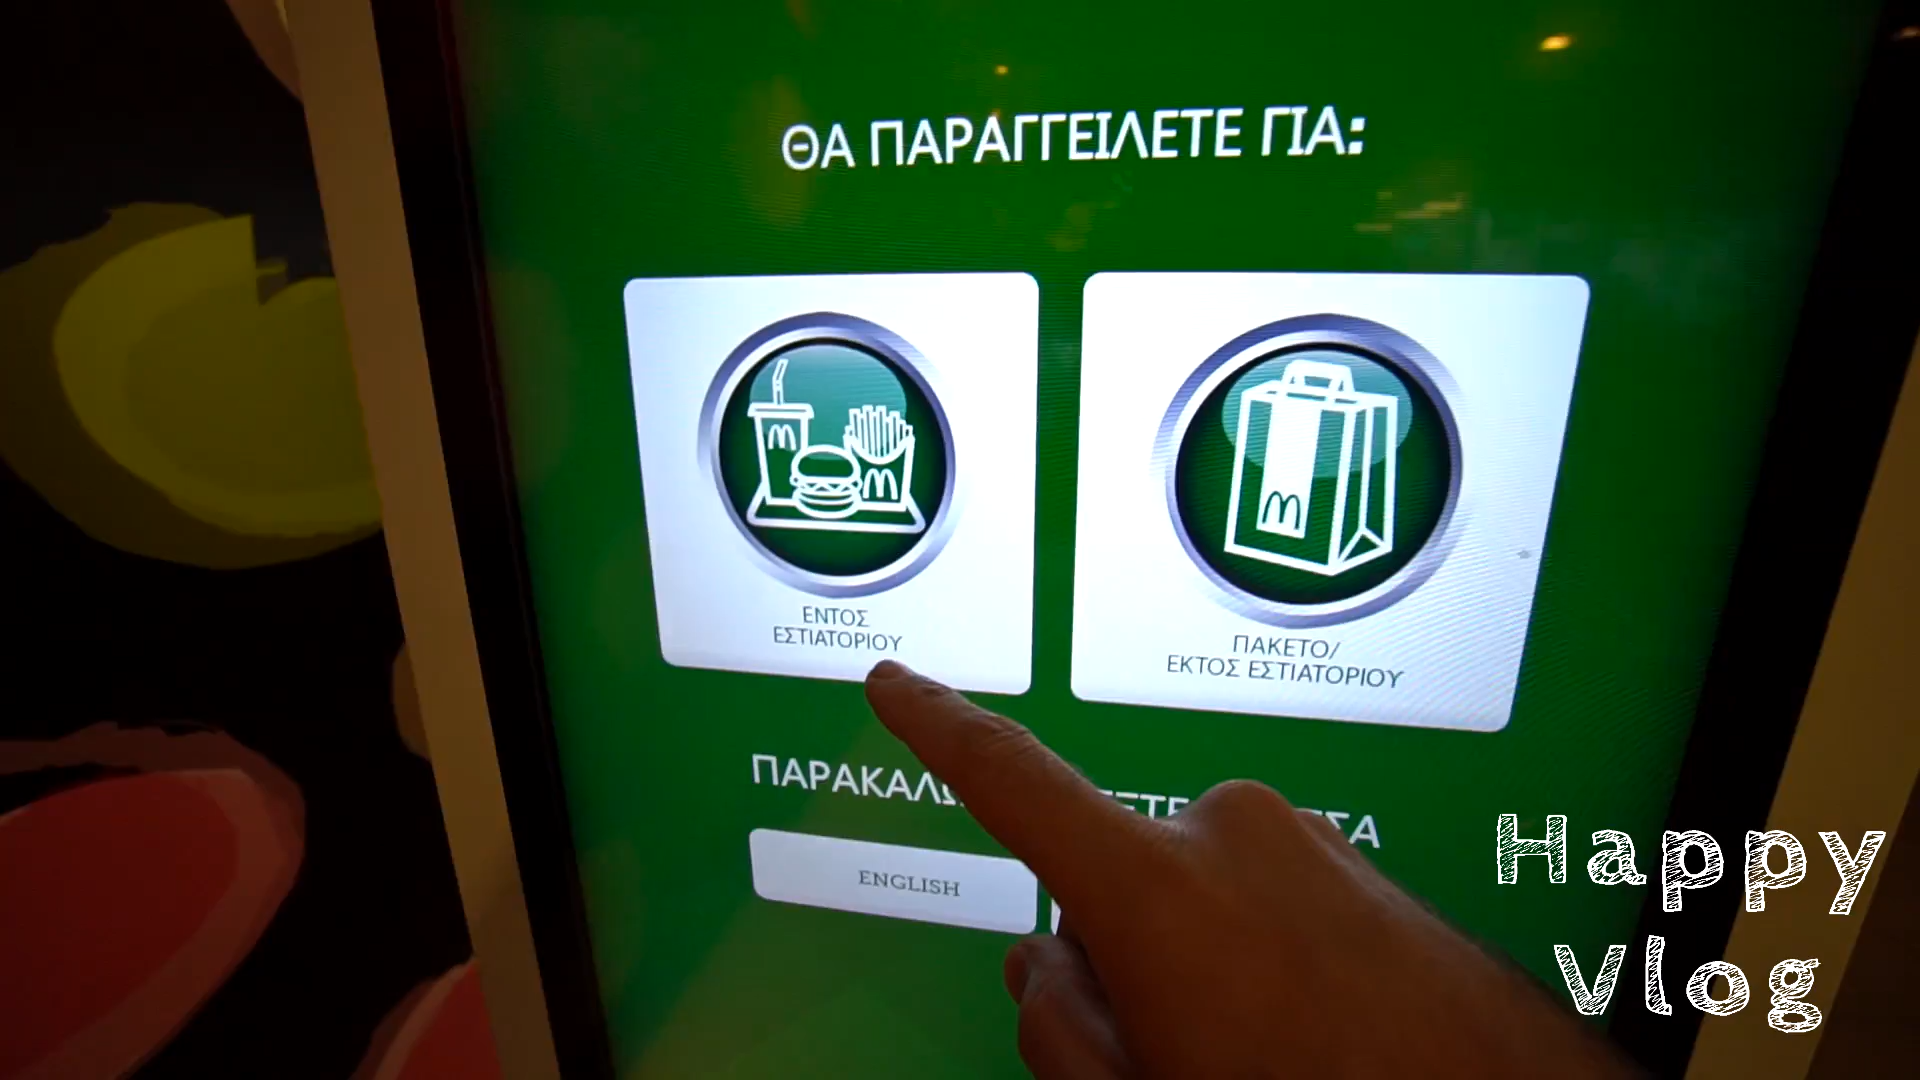 ΘΑ ΠΑΡΑΓΓΕΙΛΕΤΕ ΓΙΑ:
ΕΝΤΟΣ
ΕΣΤΙΑΤΟΡΙΟΥ
ΠΑΚΕΤΟ/
ΕΚΤΟΣ ΕΣΤΙΑΤΟΡΙΟΥ
ENGLISH
Happy
Vlog